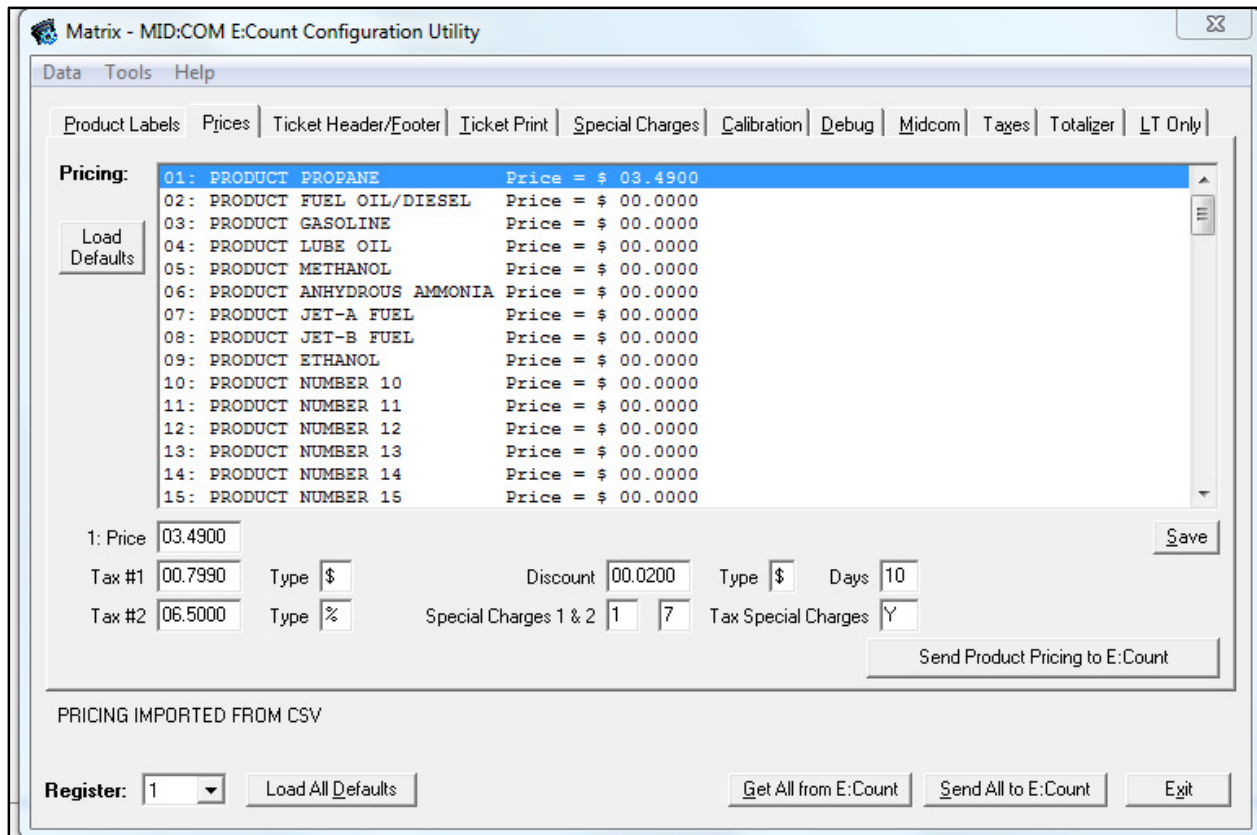 Matrix - MID:COM E:Count Configuration Utility
Data Tools Help
Product Labels Prices Ticket Header/Footer Ticket Print Special Charges Calibration Debug Midcom Taxes Totalizer LT Only
Pricing:
Load Defaults
01: PRODUCT PROPANE Price = $ 03.4900
02: PRODUCT FUEL OIL/DIESEL Price = $ 00.0000
03: PRODUCT GASOLINE Price = $ 00.0000
04: PRODUCT LUBE OIL Price = $ 00.0000
05: PRODUCT METHANOL Price = $ 00.0000
06: PRODUCT ANHYDROUS AMMONIA Price = $ 00.0000
07: PRODUCT JET-A FUEL Price = $ 00.0000
08: PRODUCT JET-B FUEL Price = $ 00.0000
09: PRODUCT ETHANOL Price = $ 00.0000
10: PRODUCT NUMBER 10 Price = $ 00.0000
11: PRODUCT NUMBER 11 Price = $ 00.0000
12: PRODUCT NUMBER 12 Price = $ 00.0000
13: PRODUCT NUMBER 13 Price = $ 00.0000
14: PRODUCT NUMBER 14 Price = $ 00.0000
15: PRODUCT NUMBER 15 Price = $ 00.0000
1: Price 03.4900 Save
Tax #1 00.7990 Type $ Discount 00.0200 Type $ Days 10
Tax #2 06.5000 Type % Special Charges 1 & 2 1 7 Tax Special Charges Y
Send Product Pricing to E:Count
PRICING IMPORTED FROM CSV
Register: 1 Load All Defaults Get All from E:Count Send All to E:Count Exit